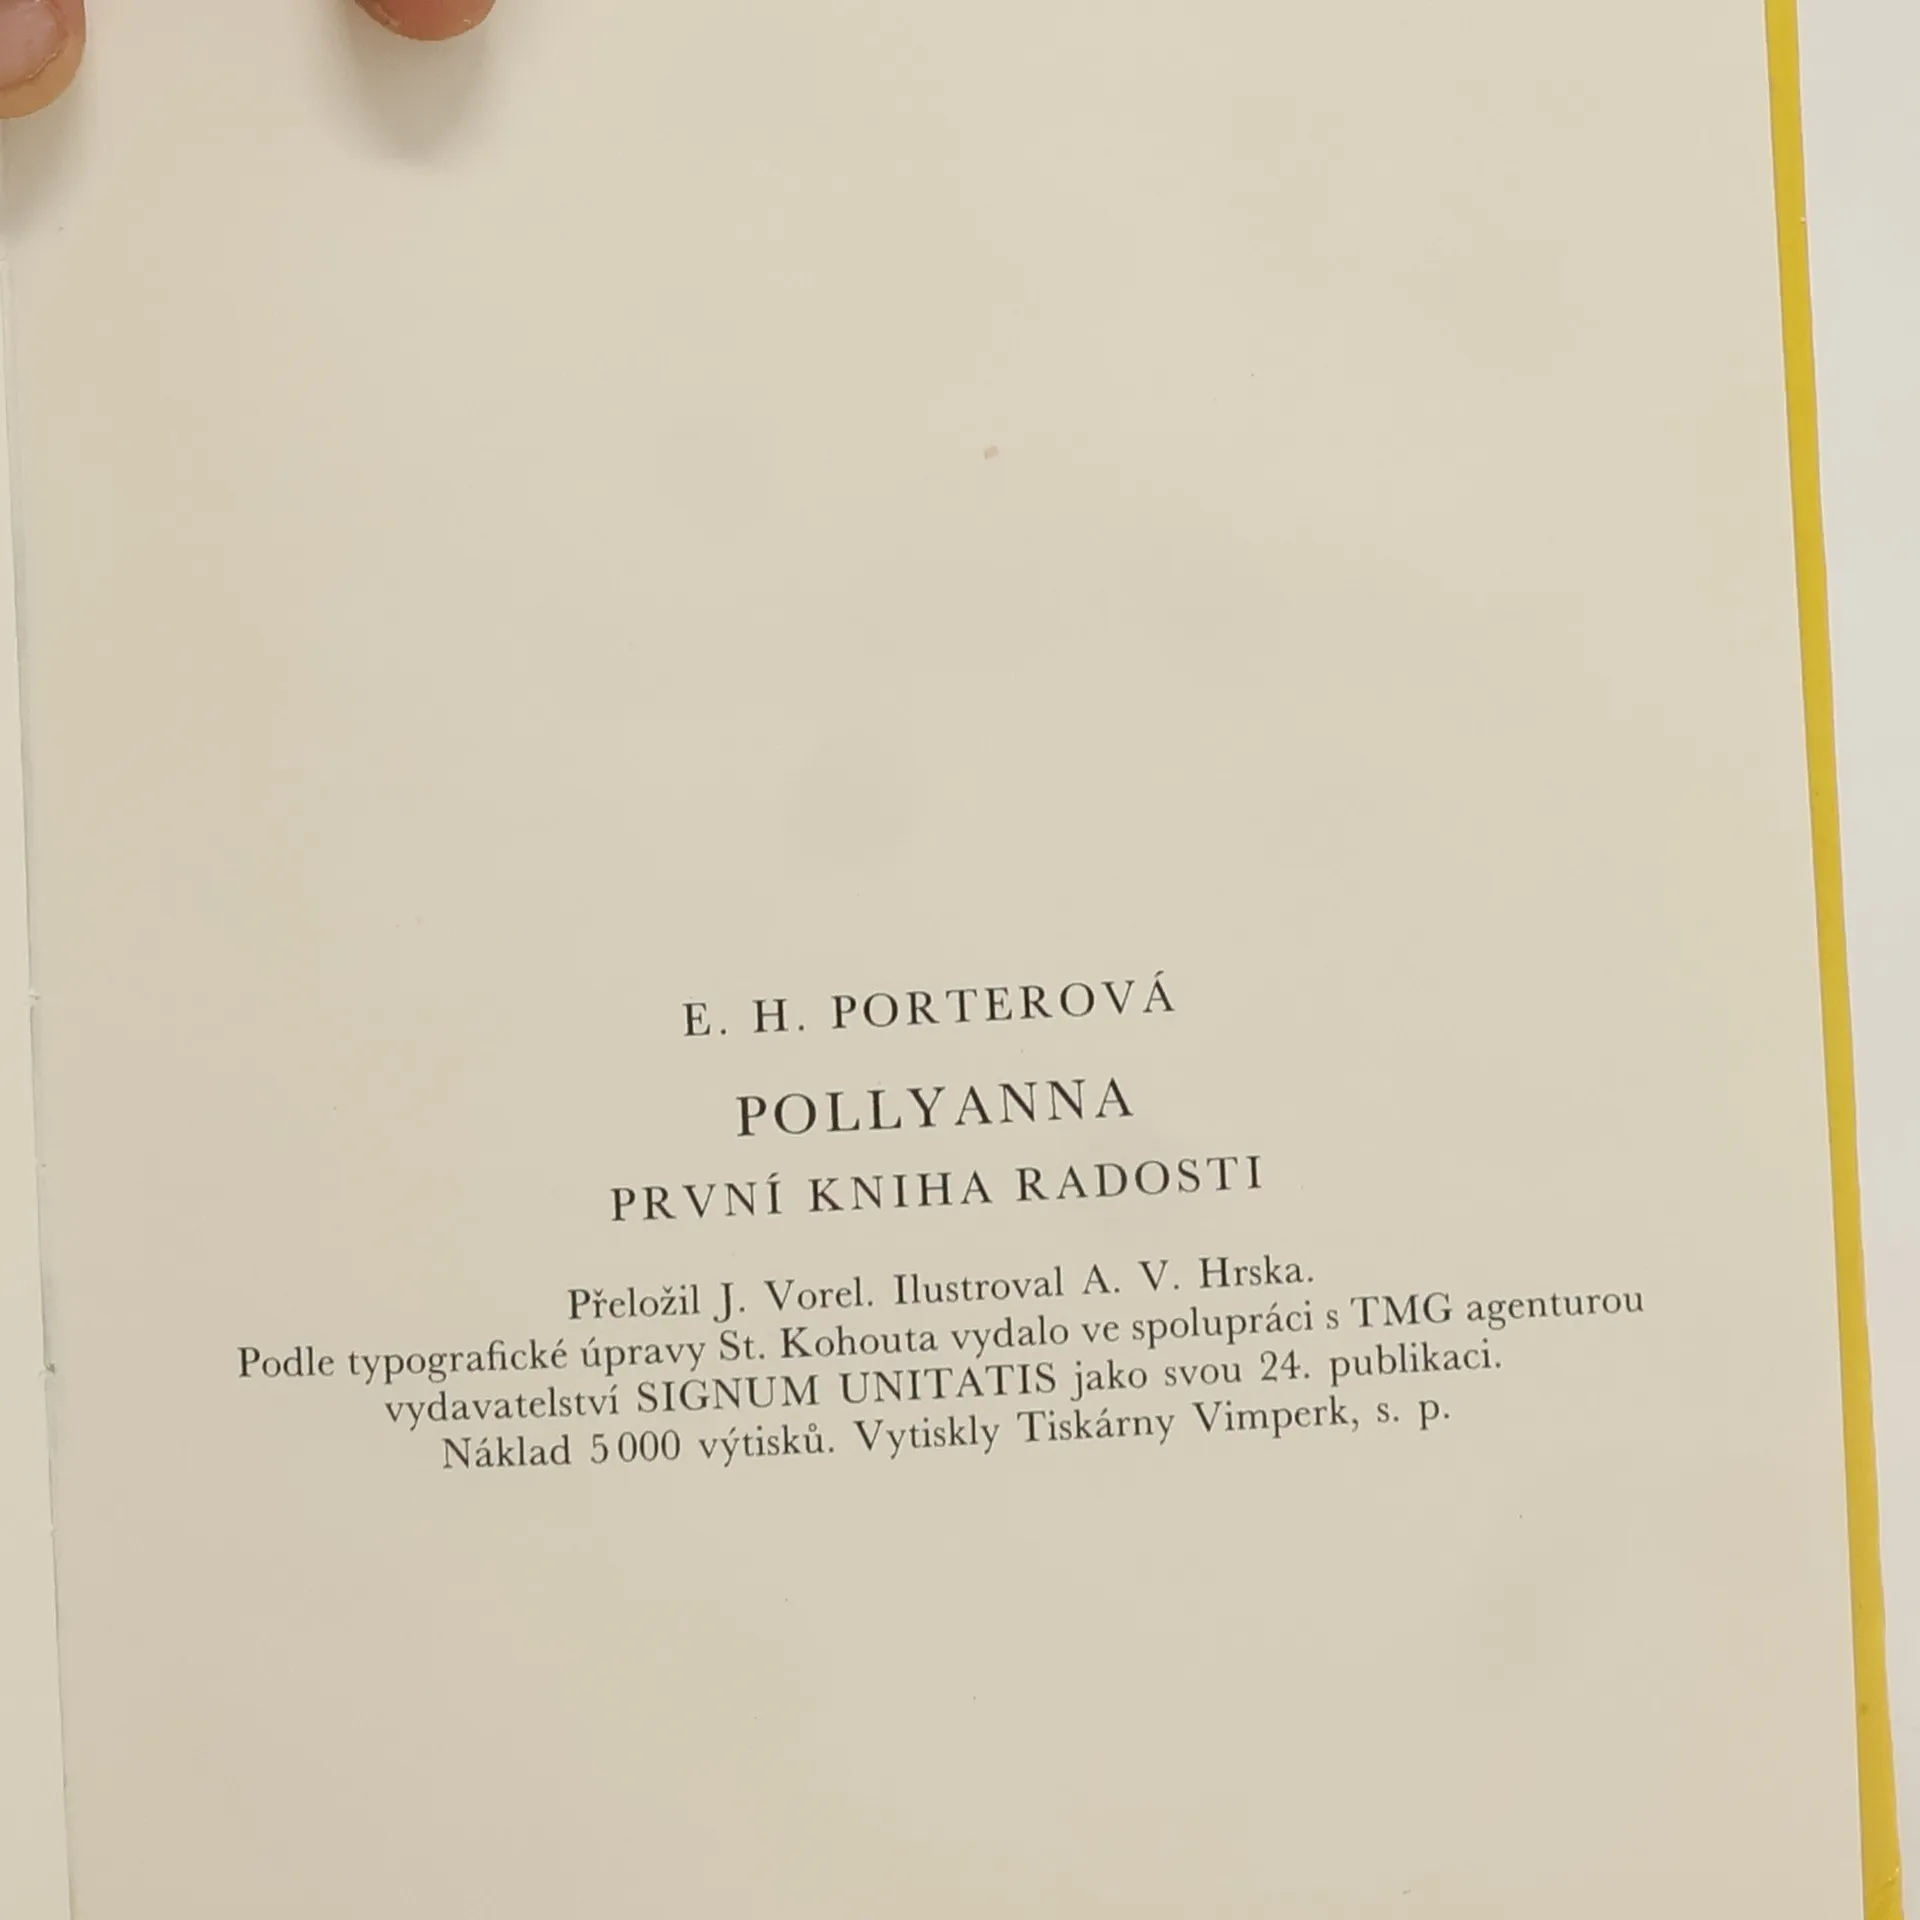 E. H. PORTEROVÁ
POLLYANNA
PRVNÍ KNIHA RADOSTI
Přeložil J. Vorel. Ilustroval A. V. Hrska.
Podle typografické úpravy St. Kohouta vydalo ve spolupráci s TMG agenturou
vydavatelství SIGNUM UNITATIS jako svou 24. publikaci.
Náklad 5 000 výtisků. Vytiskly Tiskárny Vimperk, s. p.